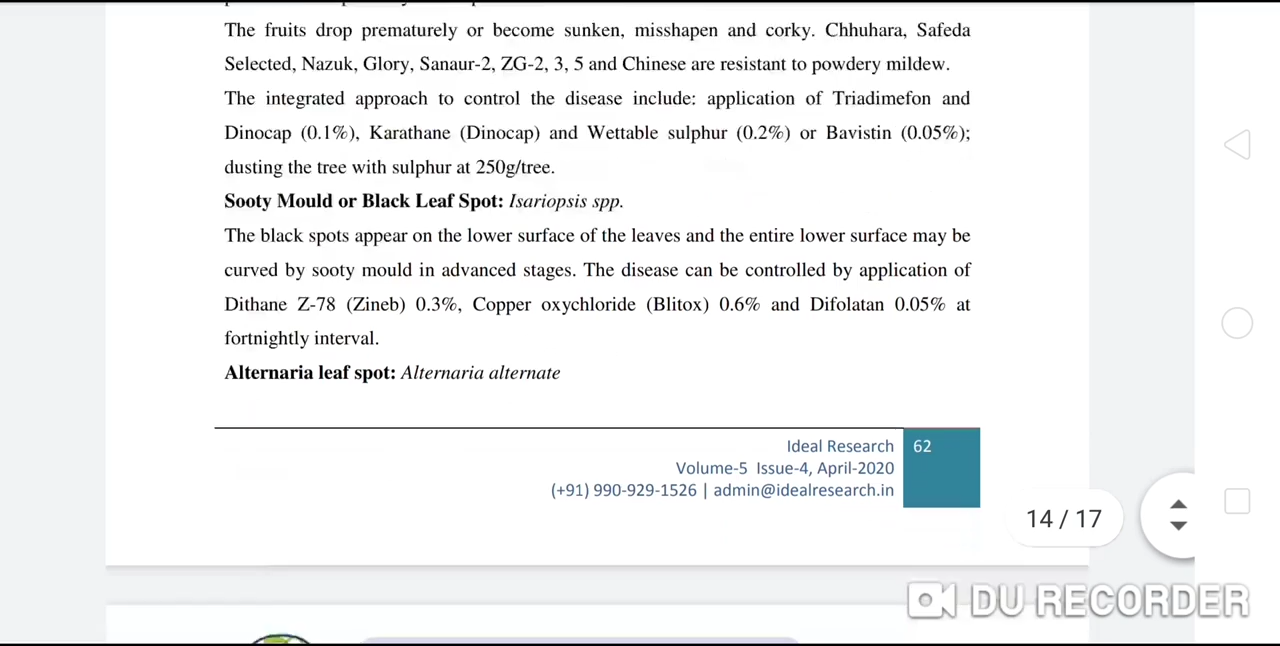 The fruits drop prematurely or become sunken, misshapen and corky. Chhuhara, Safeda
Selected, Nazuk, Glory, Sanaur-2, ZG-2, 3, 5 and Chinese are resistant to powdery mildew.
The integrated approach to control the disease include: application of Triadimefon and
Dinocap (0.1%), Karathane (Dinocap) and Wettable sulphur (0.2%) or Bavistin (0.05%);
dusting the tree with sulphur at 250g/tree.
Sooty Mould or Black Leaf Spot: Isariopsis spp.
The black spots appear on the lower surface of the leaves and the entire lower surface may be
curved by sooty mould in advanced stages. The disease can be controlled by application of
Dithane Z-78 (Zineb) 0.3%, Copper oxychloride (Blitox) 0.6% and Difolatan 0.05% at
fortnightly interval.
Alternaria leaf spot: Alternaria alternate
Ideal Research 62
Volume-5 Issue-4, April-2020
(+91) 990-929-1526 | admin@idealresearch.in
14 / 17
DU RECORDER